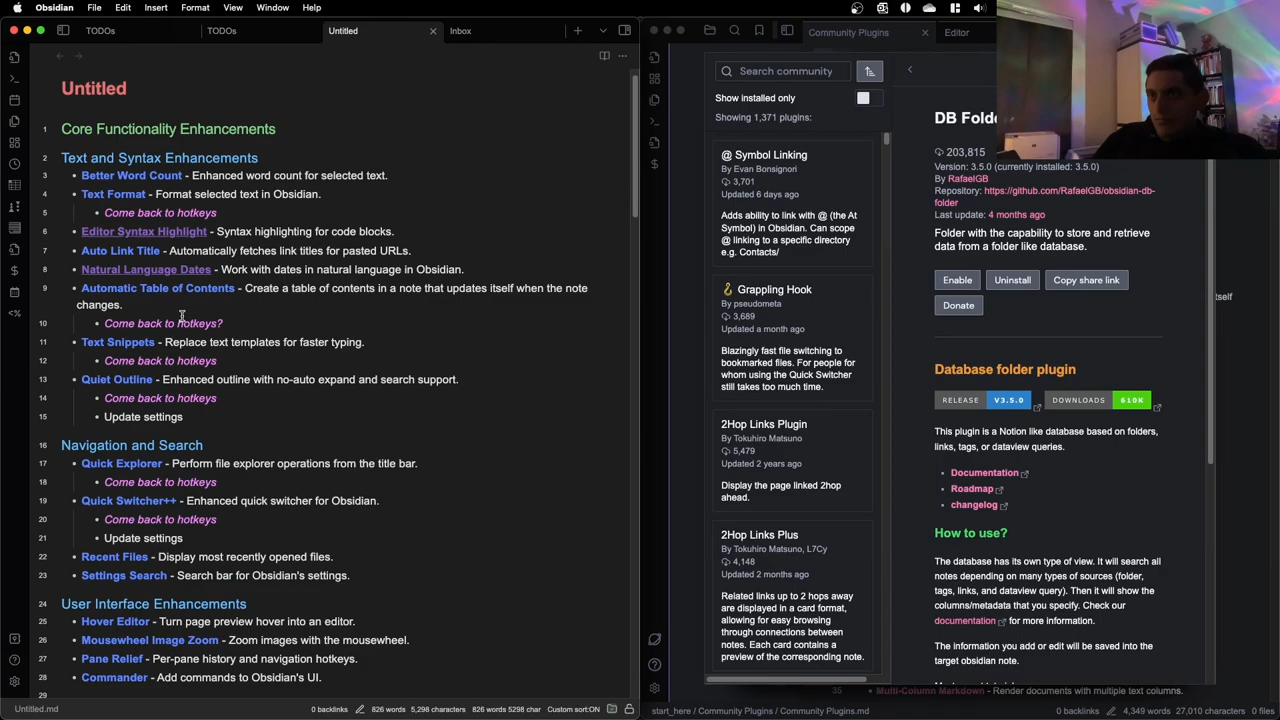 Obsidian File Edit Insert Format View Window Help
TODOs TODOs Untitled Inbox
Untitled
1 Core Functionality Enhancements
2 Text and Syntax Enhancements
3 • Better Word Count - Enhanced word count for selected text.
4 • Text Format - Format selected text in Obsidian.
5 • Come back to hotkeys
6 • Editor Syntax Highlight - Syntax highlighting for code blocks.
7 • Auto Link Title - Automatically fetches link titles for pasted URLs.
8 • Natural Language Dates - Work with dates in natural language in Obsidian.
9 • Automatic Table of Contents - Create a table of contents in a note that updates itself when the note
changes.
10 • Come back to hotkeys?
11 • Text Snippets - Replace text templates for faster typing.
12 • Come back to hotkeys
13 • Quiet Outline - Enhanced outline with no-auto expand and search support.
14 • Come back to hotkeys
15 • Update settings
16 Navigation and Search
17 • Quick Explorer - Perform file explorer operations from the title bar.
18 • Come back to hotkeys
19 • Quick Switcher++ - Enhanced quick switcher for Obsidian.
20 • Come back to hotkeys
21 • Update settings
22 • Recent Files - Display most recently opened files.
23 • Settings Search - Search bar for Obsidian's settings.
24 User Interface Enhancements
25 • Hover Editor - Turn page preview hover into an editor.
26 • Mousewheel Image Zoom - Zoom images with the mousewheel.
27 • Pane Relief - Per-pane history and navigation hotkeys.
28 • Commander - Add commands to Obsidian's UI.
29
Untitled.md 0 backlinks 826 words 5,298 characters 826 words 5298 char Custom sort:ON
Community Plugins Editor
Search community
Show installed only
Showing 1,371 plugins:
@ Symbol Linking
By Evan Bonsignori
3,701
Updated 6 days ago
Adds ability to link with @ (the At
Symbol) in Obsidian. Can scope
@ linking to a specific directory
e.g. Contacts/
Grappling Hook
By pseudometa
3,689
Updated a month ago
Blazingly fast file switching to
bookmarked files. For people for
whom using the Quick Switcher
still takes too much time.
2Hop Links Plugin
By Tokuhiro Matsuno
5,479
Updated 2 years ago
Display the page linked 2hop
ahead.
2Hop Links Plus
By Tokuhiro Matsuno, L7Cy
4,148
Updated 2 months ago
Related links up to 2 hops away
are displayed in a card format,
allowing for easy browsing
through connections between
notes. Each card contains a
preview of the corresponding note.
DB Folde
203,815
Version: 3.5.0 (currently installed: 3.5.0)
By RafaelGB
Repository: https://github.com/RafaelGB/obsidian-db-
folder
Last update: 4 months ago
Folder with the capability to store and retrieve
data from a folder like database.
Enable Uninstall Copy share link
Donate
Database folder plugin
RELEASE V3.5.0 DOWNLOADS 610K
This plugin is a Notion like database based on folders,
links, tags, or dataview queries.
• Documentation
• Roadmap
• changelog
How to use?
The database has its own type of view. It will search all
notes depending on many types of sources (folder,
tags, links, and dataview query). Then it will show the
columns/metadata that you specify. Check our
documentation for more information.
The information you add or edit will be saved into the
target obsidian note.
itself
35 • Multi-Column Markdown - Render documents with multiple text columns.
start_here / Community Plugins / Community Plugins.md 0 backlinks 4,349 words 27,010 characters 0 files